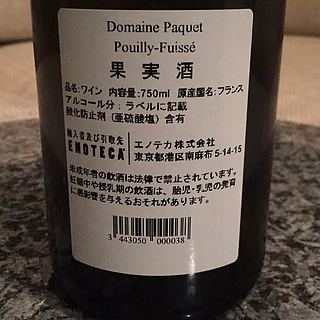 Domaine Paquet
Pouilly-Fuissé
果実酒
品名:ワイン 内容量:750ml 原産国名:フランス
アルコール分：ラベルに記載
酸化防止剤（亜硫酸塩）含有
輸入者及び引取先
ENOTECA エノテカ株式会社
東京都港区南麻布5-14-15
未成年者の飲酒は法律で禁止されています。
妊娠中や授乳期の飲酒は、胎児・乳児の発育
に悪影響を与えるおそれがあります。
3 443050 000038